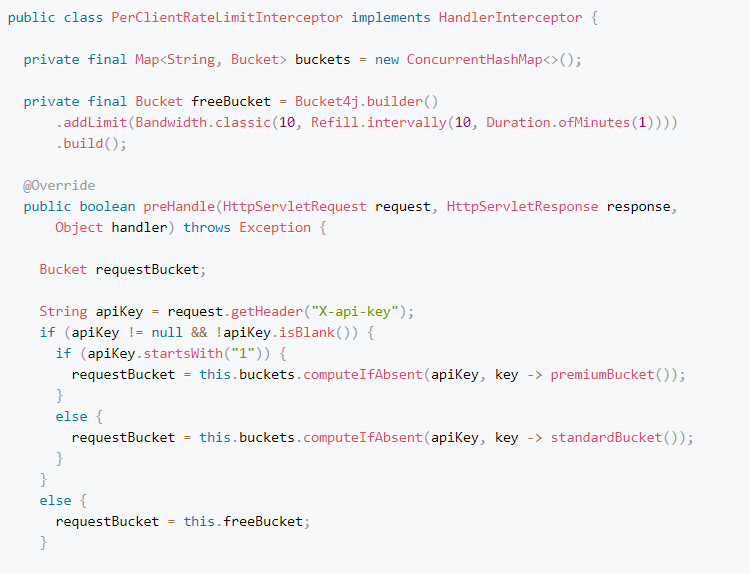 public class PerClientRateLimitInterceptor implements HandlerInterceptor {
private final Map<String, Bucket> buckets = new ConcurrentHashMap<>();
private final Bucket freeBucket = Bucket4j.builder()
.addLimit(Bandwidth.classic(10, Refill.intervally(10, Duration.ofMinutes(1))))
.build();
@Override
public boolean preHandle(HttpServletRequest request, HttpServletResponse response,
Object handler) throws Exception {
Bucket requestBucket;
String apiKey = request.getHeader("X-api-key");
if (apiKey != null && !apiKey.isBlank()) {
if (apiKey.startsWith("1")) {
requestBucket = this.buckets.computeIfAbsent(apiKey, key -> premiumBucket());
}
else {
requestBucket = this.buckets.computeIfAbsent(apiKey, key -> standardBucket());
}
}
else {
requestBucket = this.freeBucket;
}